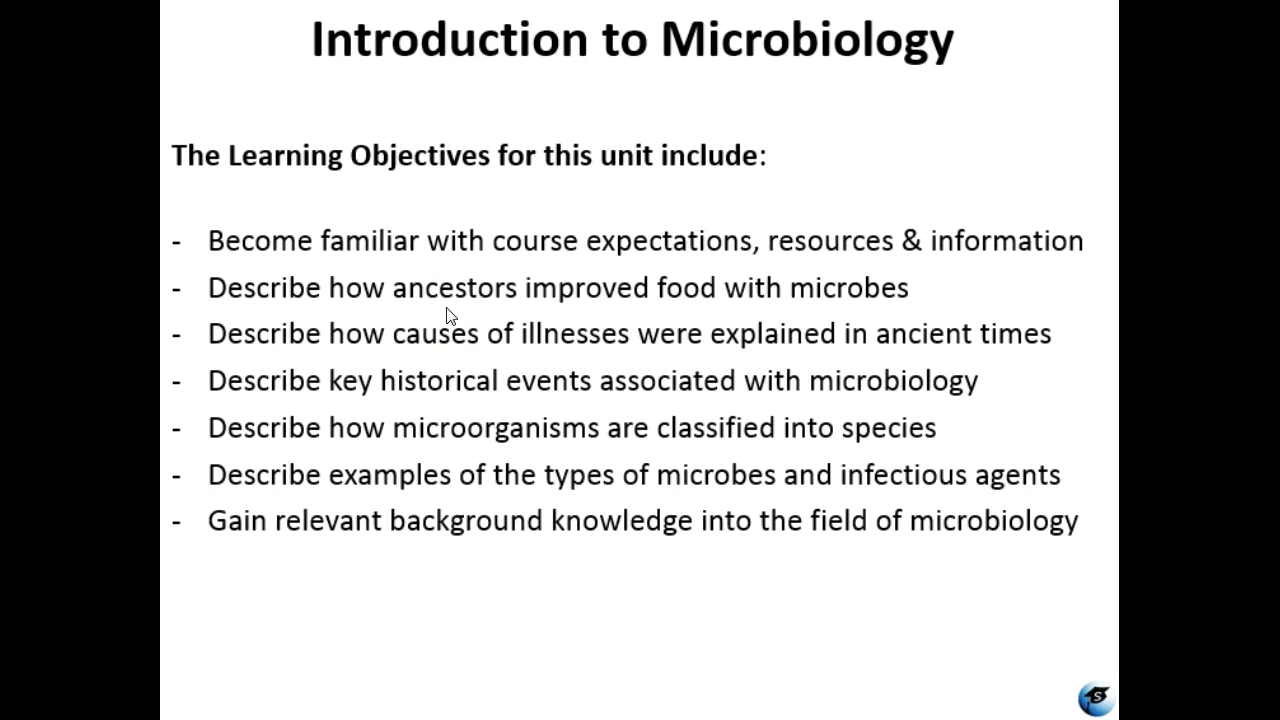 Introduction to Microbiology
The Learning Objectives for this unit include:
- Become familiar with course expectations, resources & information
- Describe how ancestors improved food with microbes
- Describe how causes of illnesses were explained in ancient times
- Describe key historical events associated with microbiology
- Describe how microorganisms are classified into species
- Describe examples of the types of microbes and infectious agents
- Gain relevant background knowledge into the field of microbiology
S